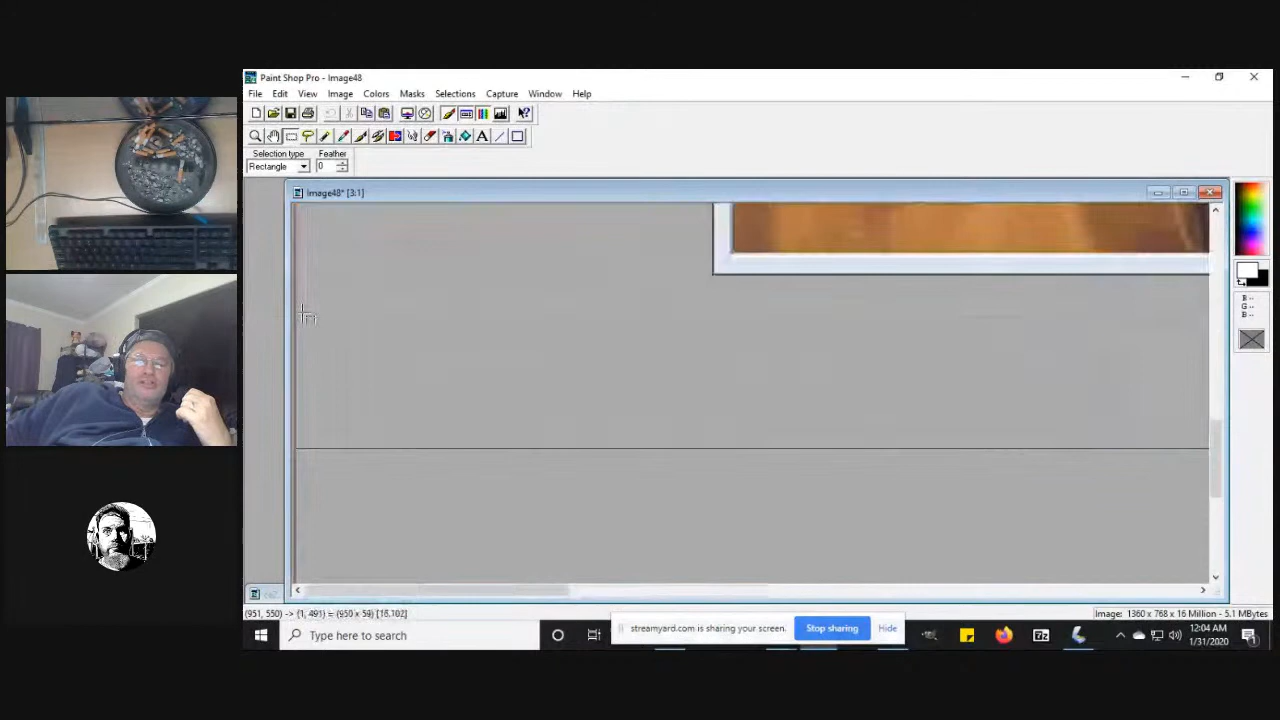 Paint Shop Pro - Image48
File Edit View Image Colors Masks Selections Capture Window Help
Selection type Feather
Rectangle 0
Image48* [3:1]
R: --
G: --
B: --
(951, 550) -> (1, 491) = (950 x 59) [16.102]
Image: 1360 x 768 x 16 Million - 5.1 MBytes
Type here to search
streamyard.com is sharing your screen.
Stop sharing
Hide
7z
12:04 AM
1/31/2020